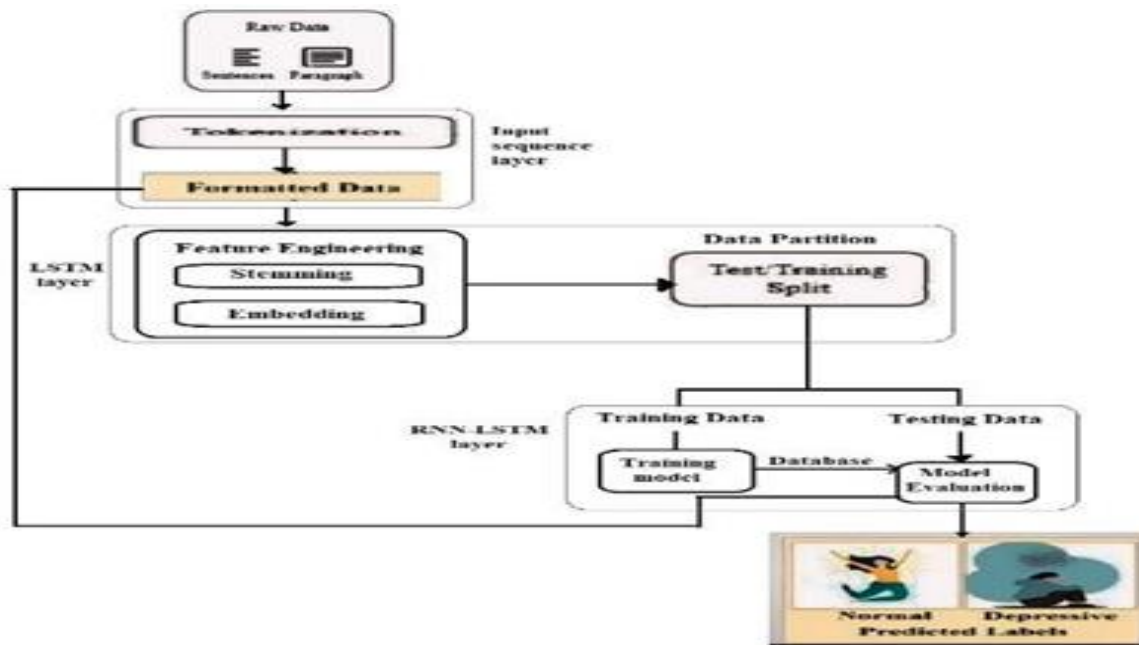 Raw Data
Sentences Paragraph
Tokenization
Input
sequence
layer
Formatted Data
LSTM
layer
Feature Engineering
Stemming
Embedding
Data Partition
Test/Training
Split
RNN-LSTM
layer
Training Data
Testing Data
Training
model
Database
Model
Evaluation
Normal Depressive
Predicted Labels